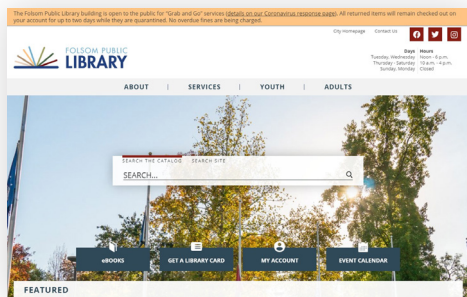 The Folsom Public Library building is open to the public for "Grab and Go" services (details on our Coronavirus response page). All returned items will remain checked out on
your account for up to two days while they are quarantined. No overdue fines are being charged.
City Homepage Contact Us
FOLSOM PUBLIC
LIBRARY
Days Hours
Tuesday, Wednesday Noon - 6 p.m.
Thursday - Saturday 10 a.m. - 4 p.m.
Sunday, Monday Closed
ABOUT | SERVICES | YOUTH | ADULTS
SEARCH THE CATALOG SEARCH SITE
SEARCH...
eBOOKS GET A LIBRARY CARD MY ACCOUNT EVENT CALENDAR
FEATURED